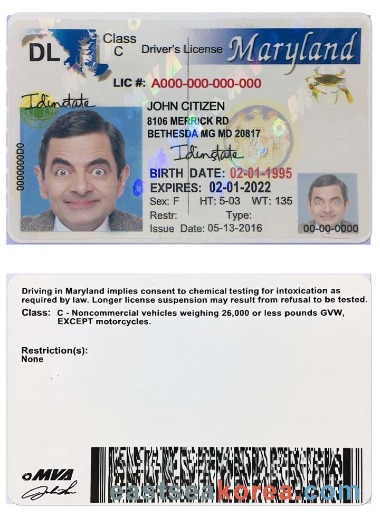 DL
Class
C
Driver's License
Maryland
LIC #: A000-000-000-000
Idinstate
JOHN CITIZEN
8106 MERRICK RD
BETHESDA MG MD 20817
Idinstate
BIRTH DATE: 02-01-1995
EXPIRES: 02-01-2022
Sex: F HT: 5-03 WT: 135
Restr: Type:
Issue Date: 05-13-2016
00-00-0000
Driving in Maryland implies consent to chemical testing for intoxication as
required by law. Longer license suspension may result from refusal to be tested.
Class: C - Noncommercial vehicles weighing 26,000 or less pounds GVW,
EXCEPT motorcycles.
Restriction(s):
None
MVA
eastseakorea.com